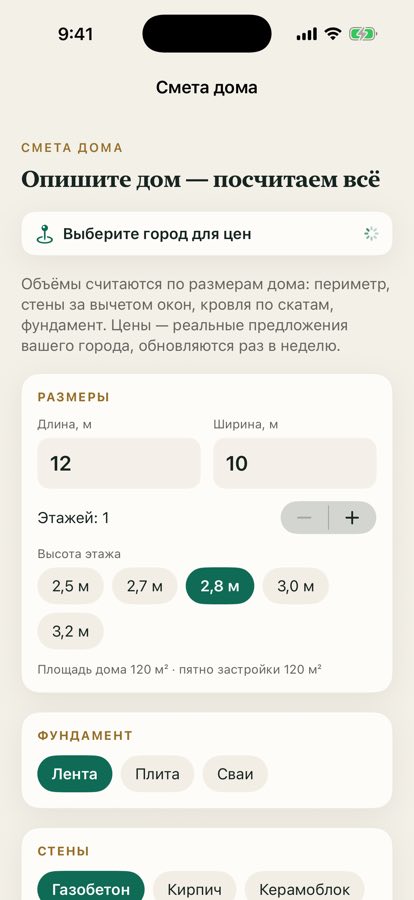 9:41
Смета дома
СМЕТА ДОМА
Опишите дом — посчитаем всё
Выберите город для цен
Объёмы считаются по размерам дома: периметр,
стены за вычетом окон, кровля по скатам,
фундамент. Цены — реальные предложения
вашего города, обновляются раз в неделю.
РАЗМЕРЫ
Длина, м
Ширина, м
12
10
Этажей: 1
Высота этажа
2,5 м
2,7 м
2,8 м
3,0 м
3,2 м
Площадь дома 120 м² · пятно застройки 120 м²
ФУНДАМЕНТ
Лента
Плита
Сваи
СТЕНЫ
Газобетон
Кирпич
Керамоблок